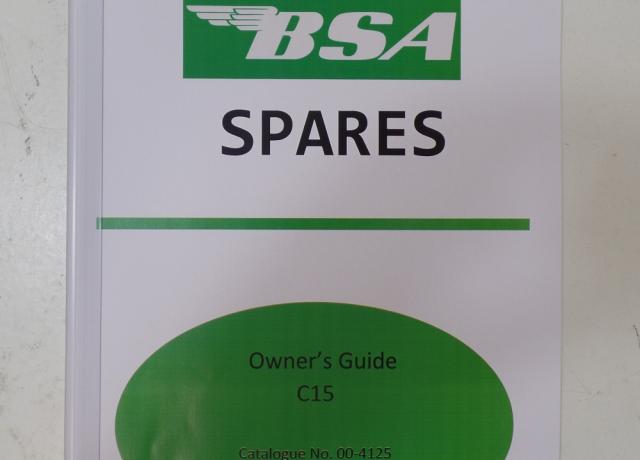 BSA
SPARES
Owner's Guide
C15
Catalogue No. 00-4125